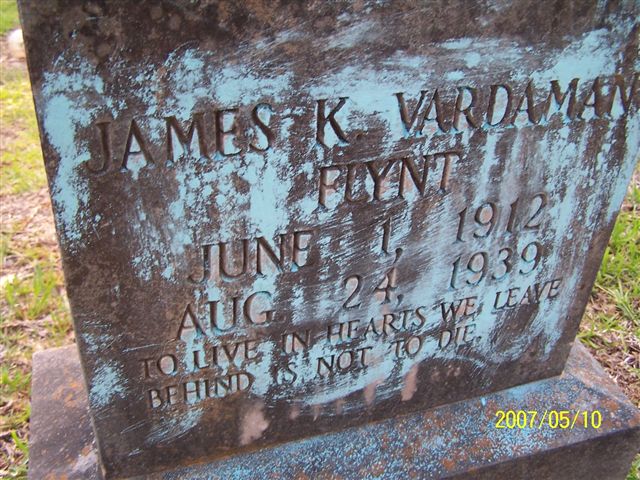 JAMES K. VARDAMAN
FLYNT
JUNE 1, 1912
AUG. 24, 1939
TO LIVE IN HEARTS WE LEAVE
BEHIND IS NOT TO DIE.
2007/05/10